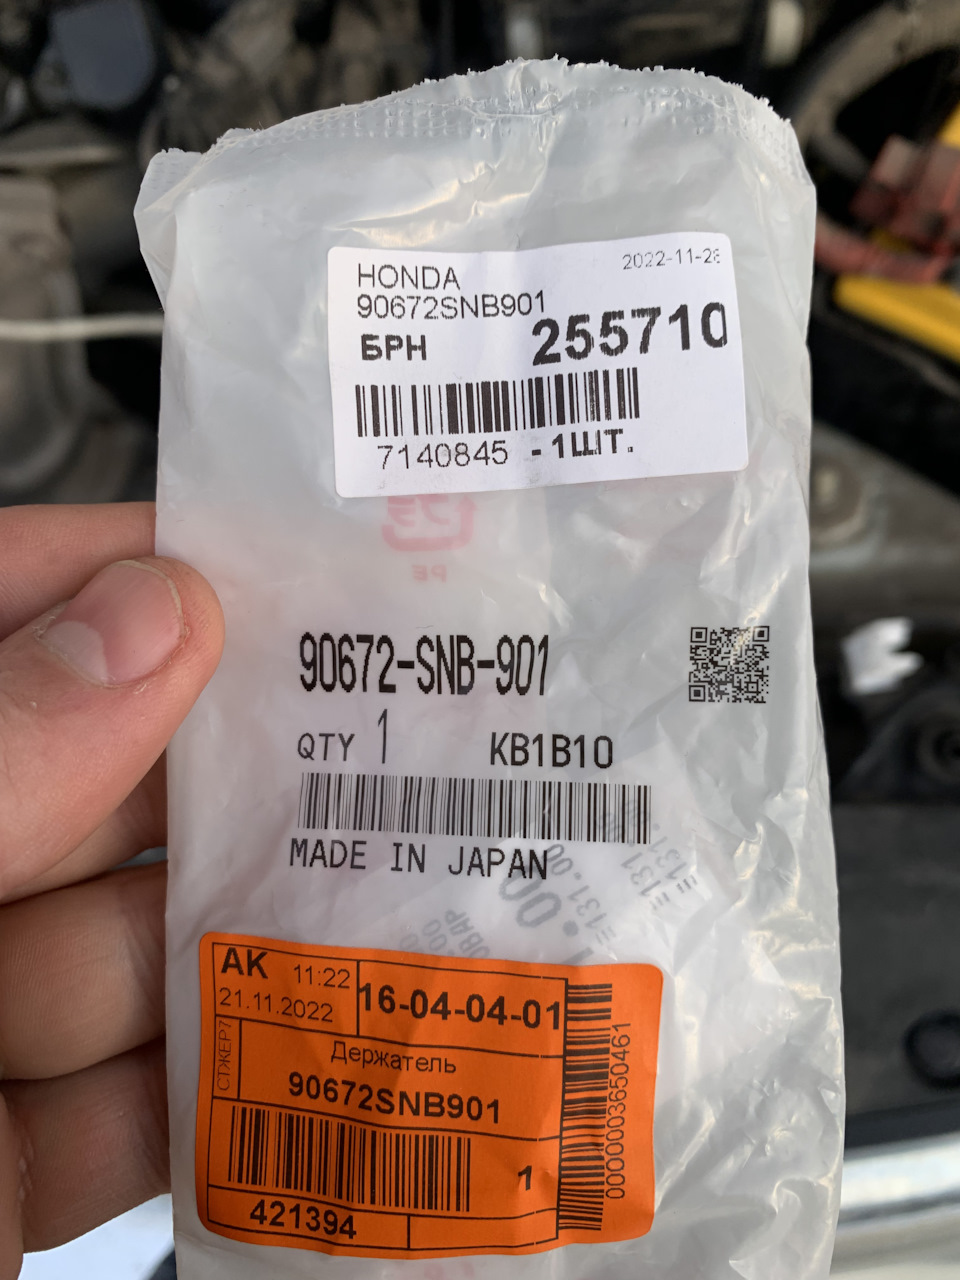 HONDA
2022-11-28
90672SNB901
БРН 255710
7140845 - 1ШТ.
PE
90672-SNB-901
QTY 1 KB1B10
MADE IN JAPAN
АК 11:22
21.11.2022
16-04-04-01
СТЖЕР7
Держатель
90672SNB901
1
421394
0000003650461